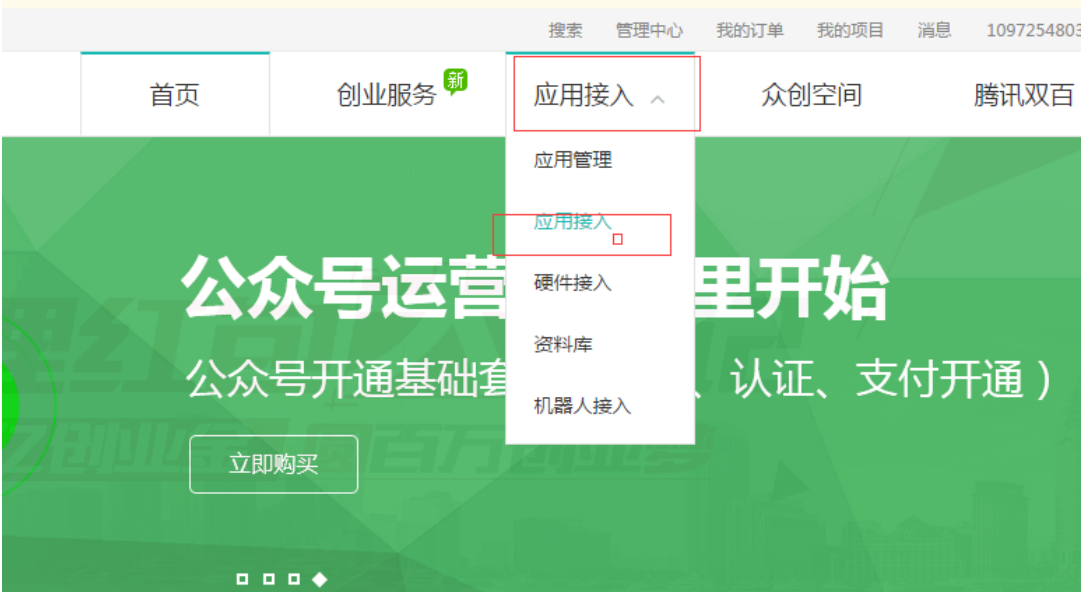 搜索 管理中心 我的订单 我的项目 消息 1097254803
首页 创业服务 新 应用接入 众创空间 腾讯双百
应用管理
应用接入
硬件接入
资料库
机器人接入
公众号运营 里开始
公众号开通基础套 、认证、支付开通）
立即购买